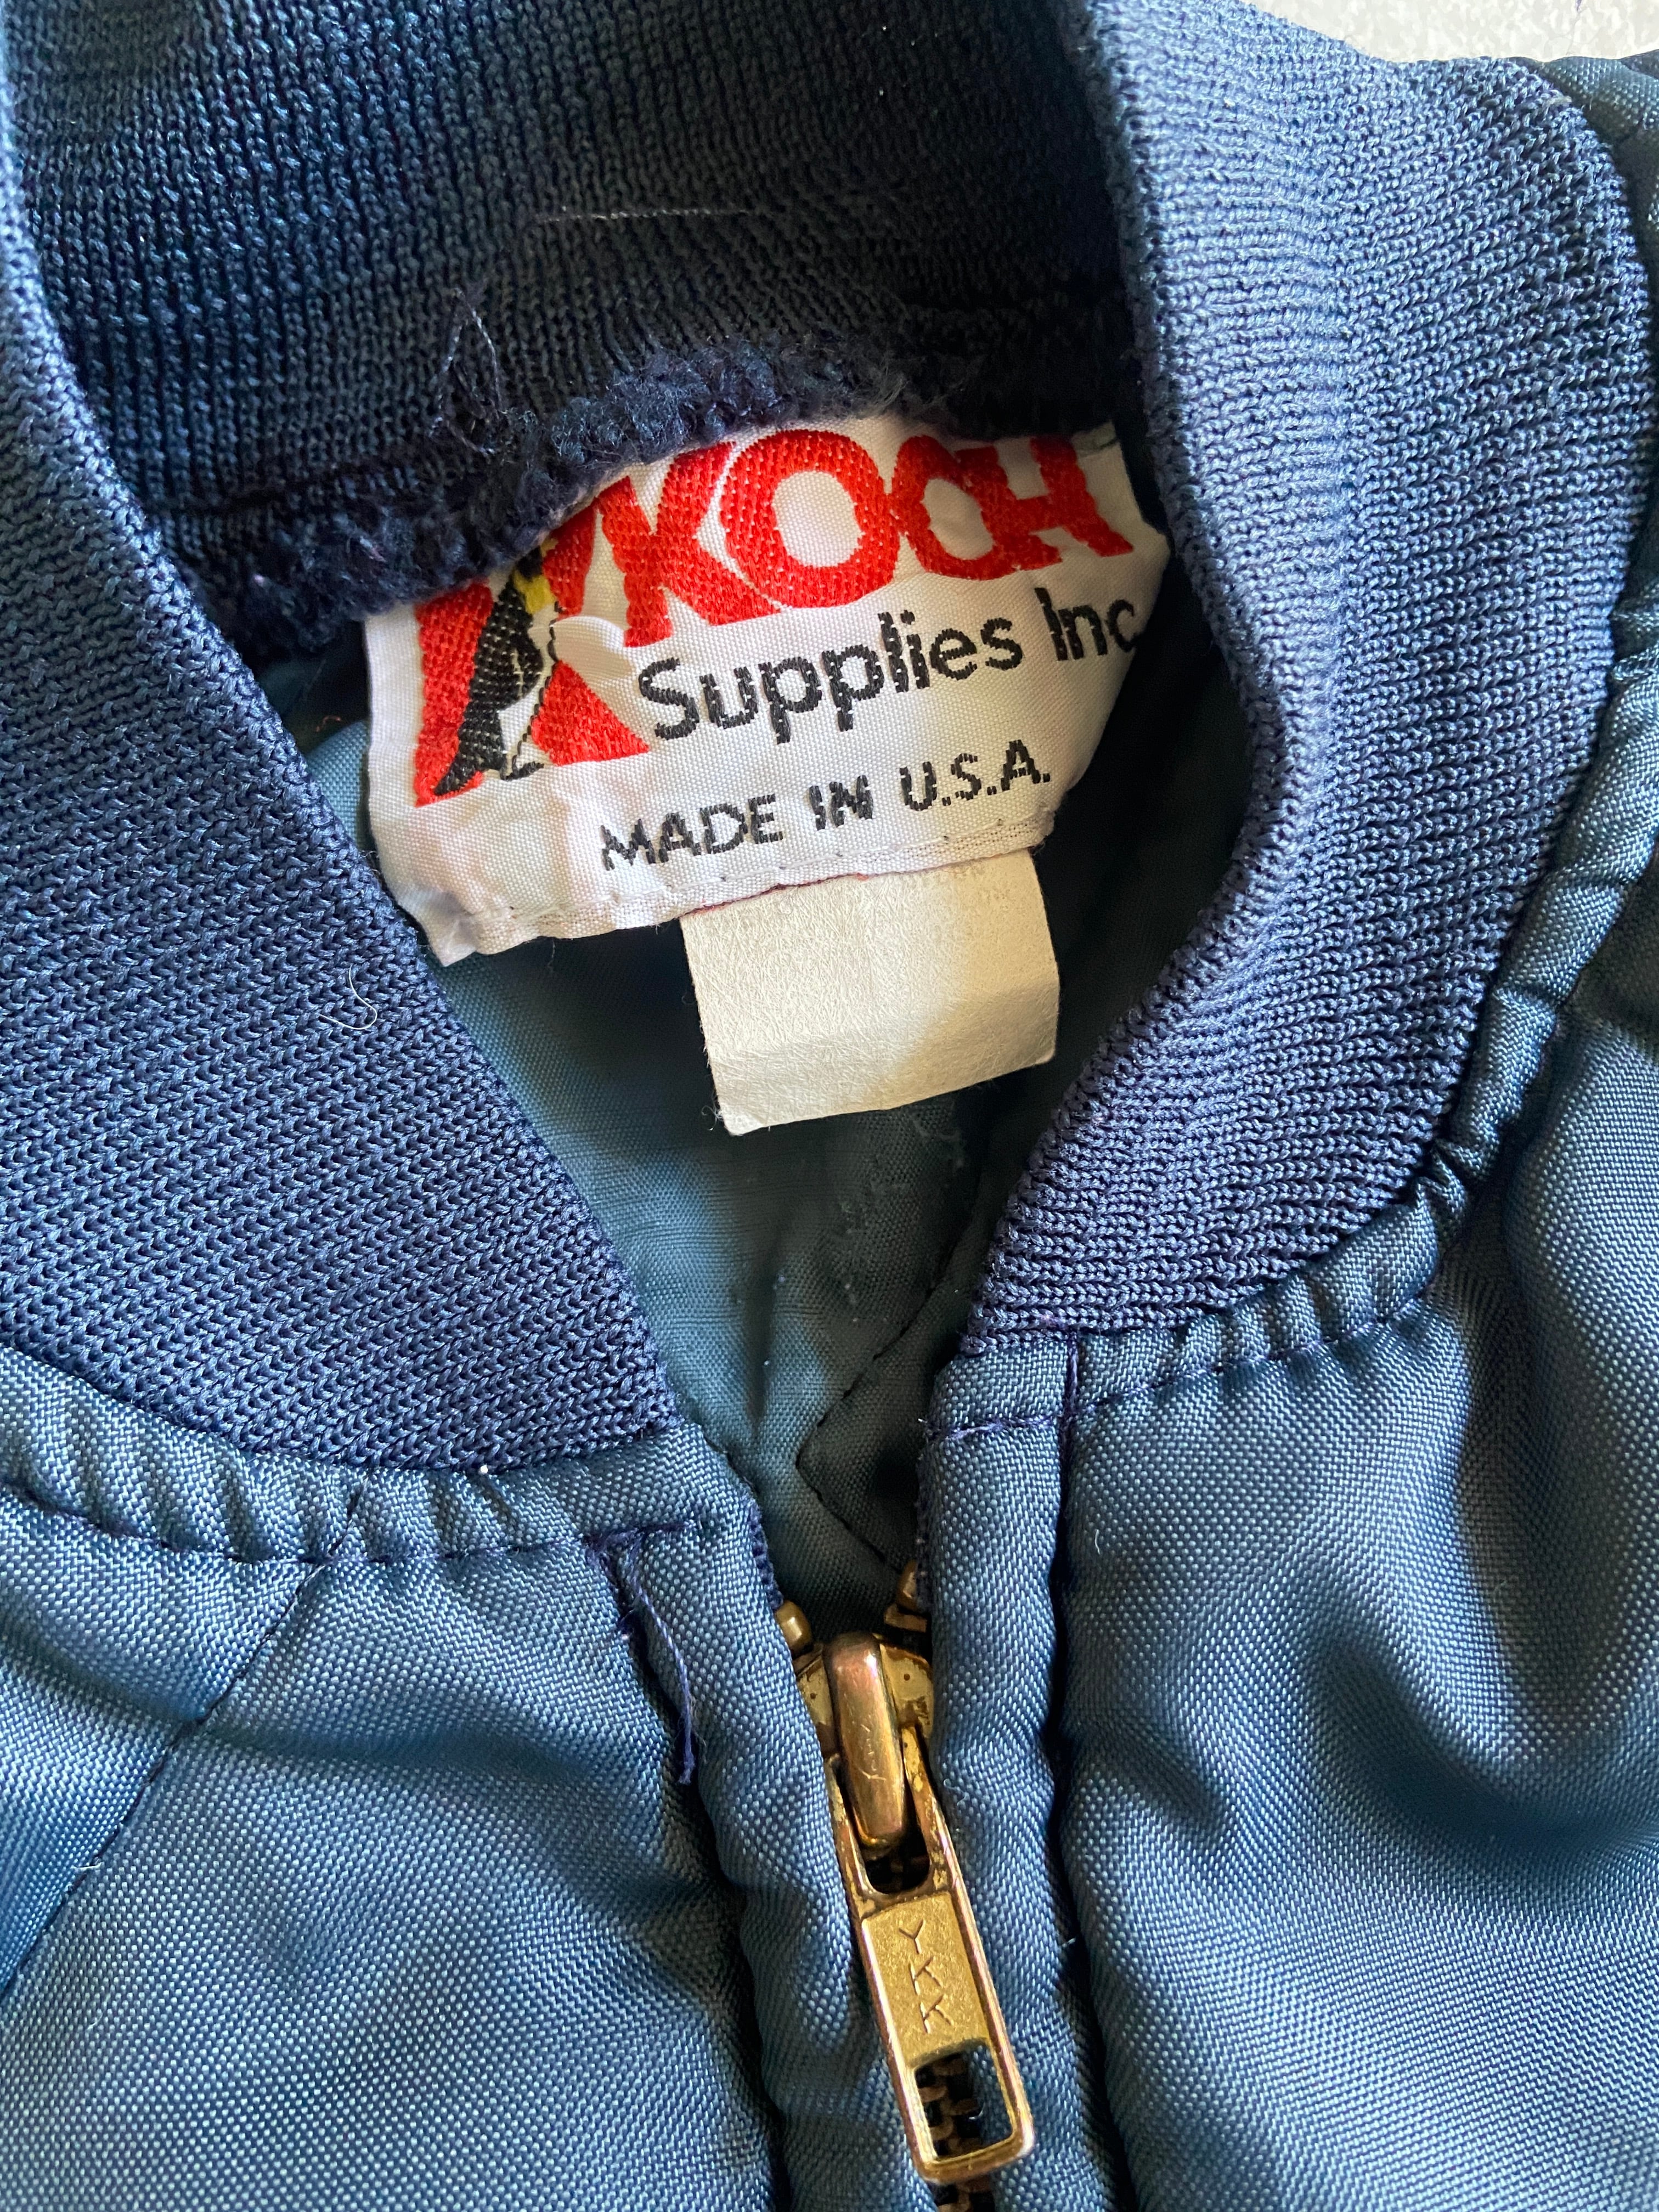 KOCH
Supplies Inc.
MADE IN U.S.A.
YKK